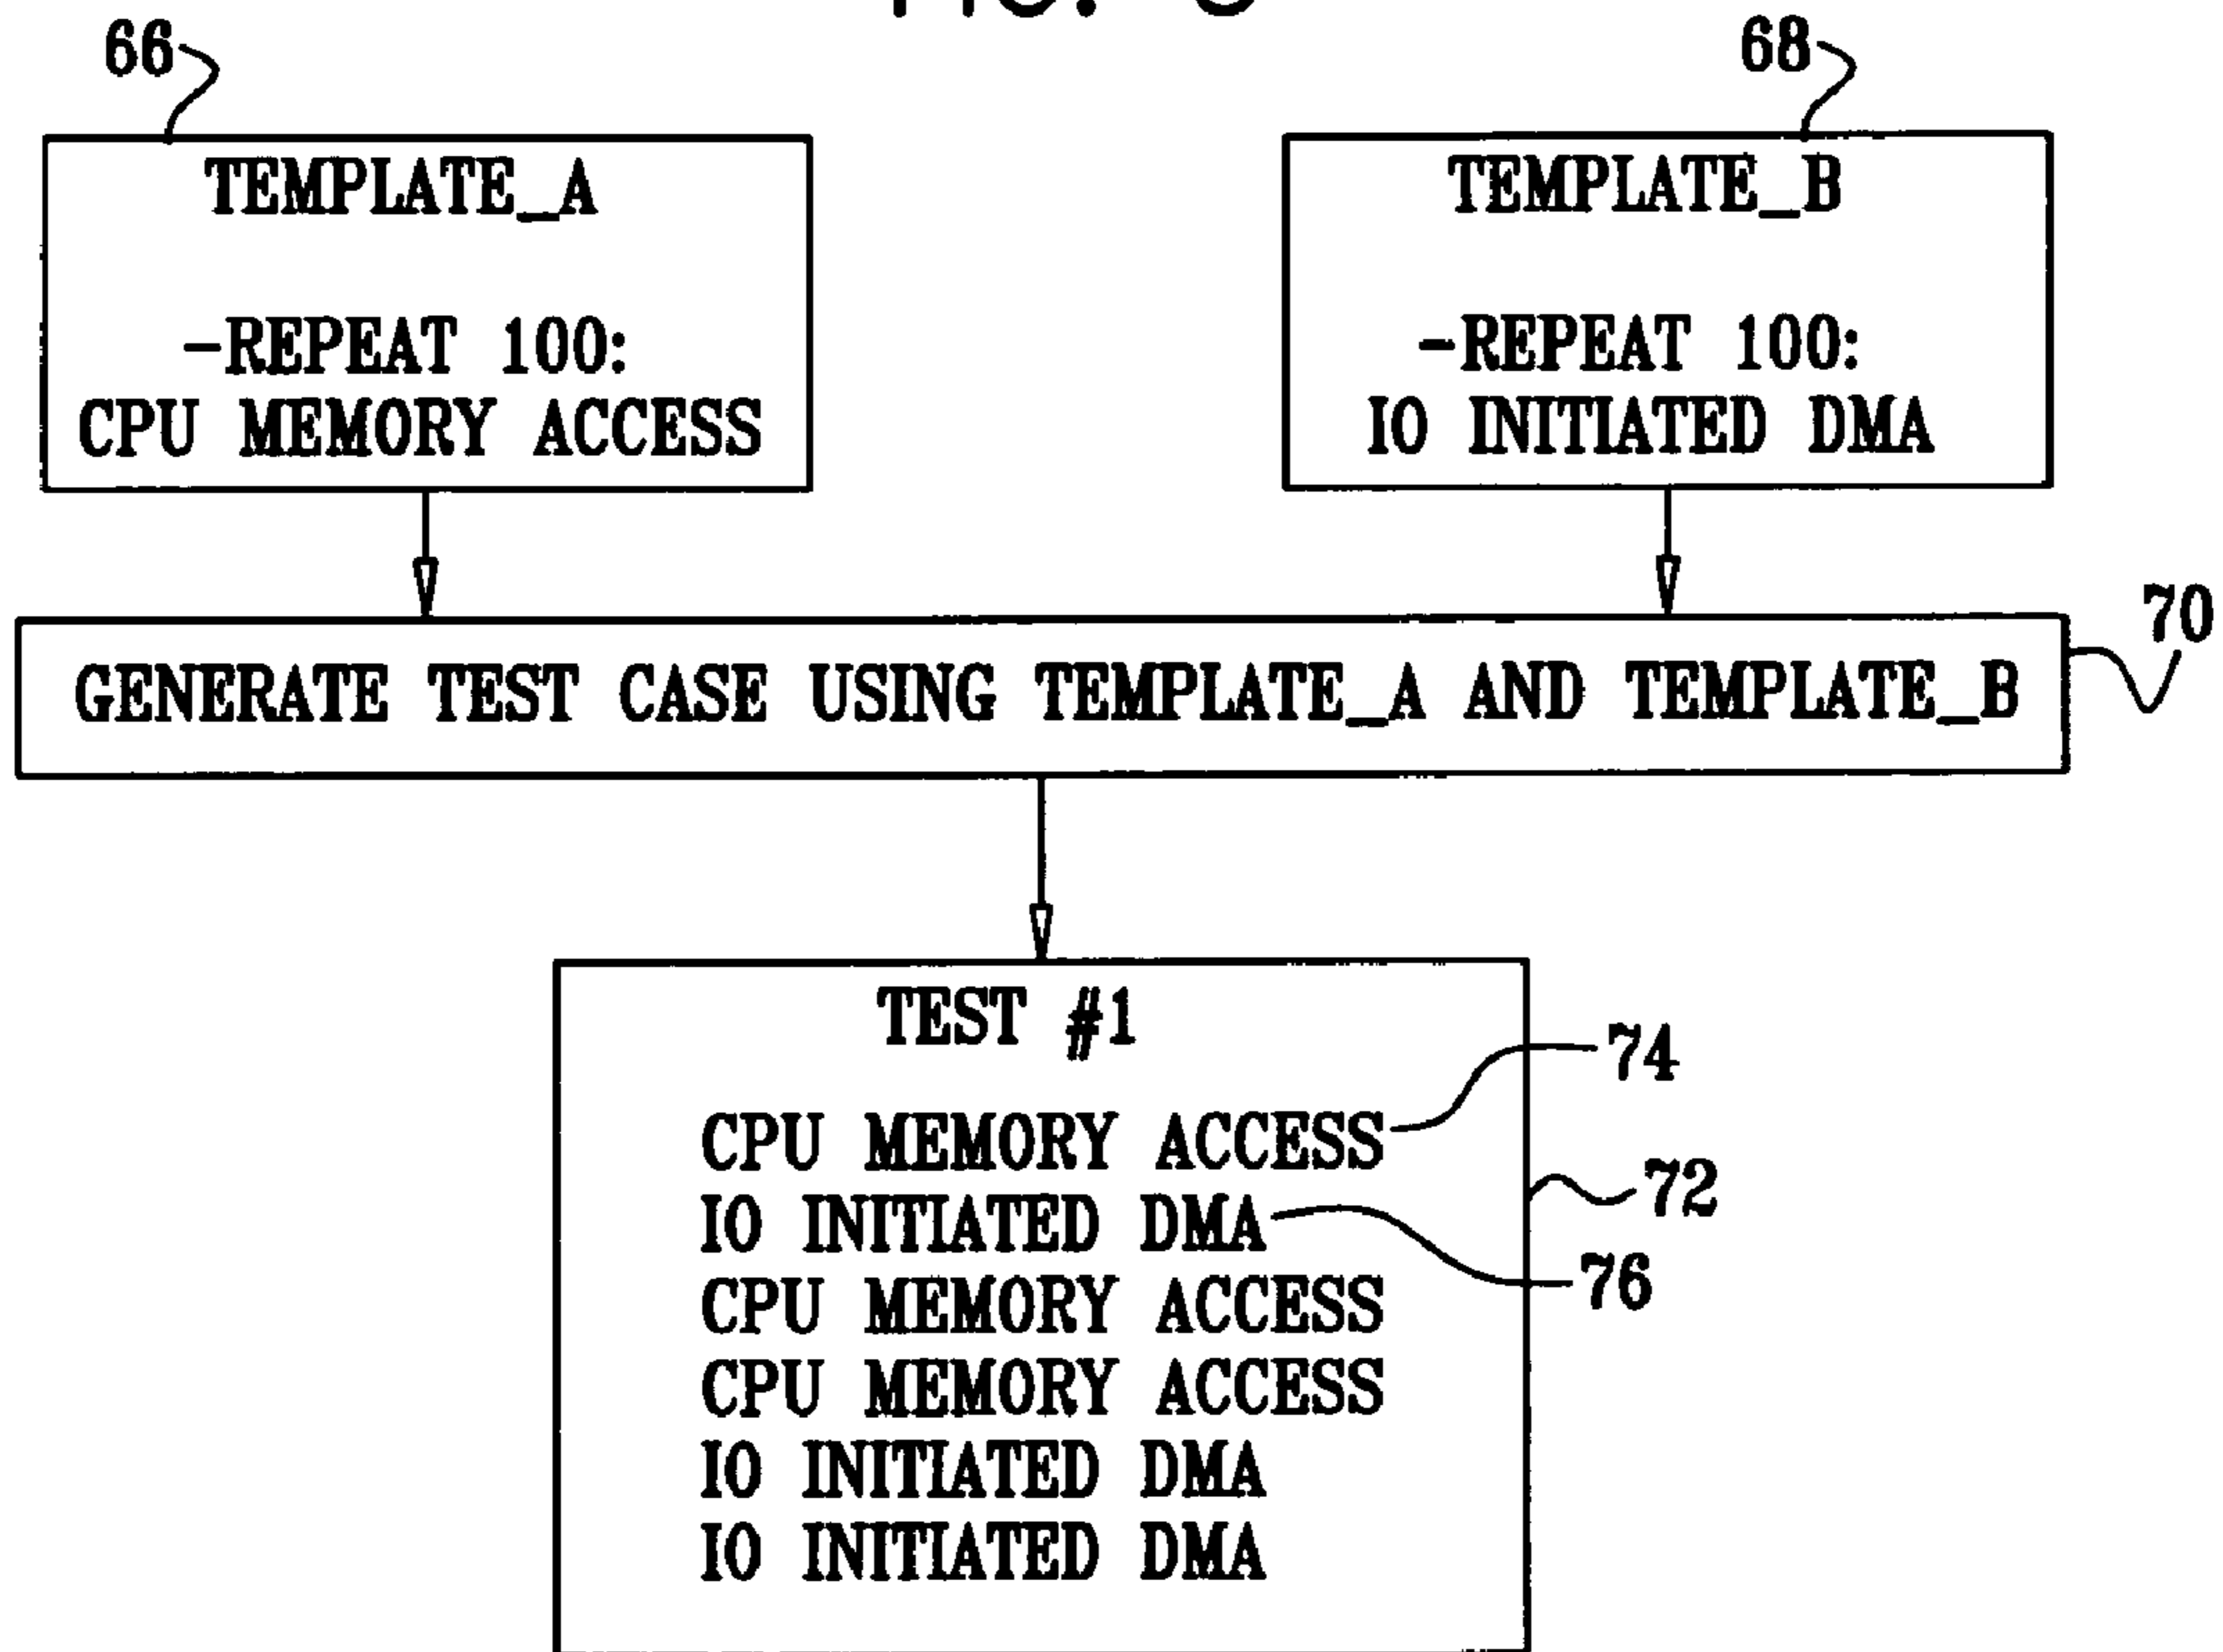 66
68
TEMPLATE_A
-REPEAT 100:
CPU MEMORY ACCESS
TEMPLATE_B
-REPEAT 100:
IO INITIATED DMA
70
GENERATE TEST CASE USING TEMPLATE_A AND TEMPLATE_B
TEST #1
74
CPU MEMORY ACCESS
72
IO INITIATED DMA
76
CPU MEMORY ACCESS
CPU MEMORY ACCESS
IO INITIATED DMA
IO INITIATED DMA